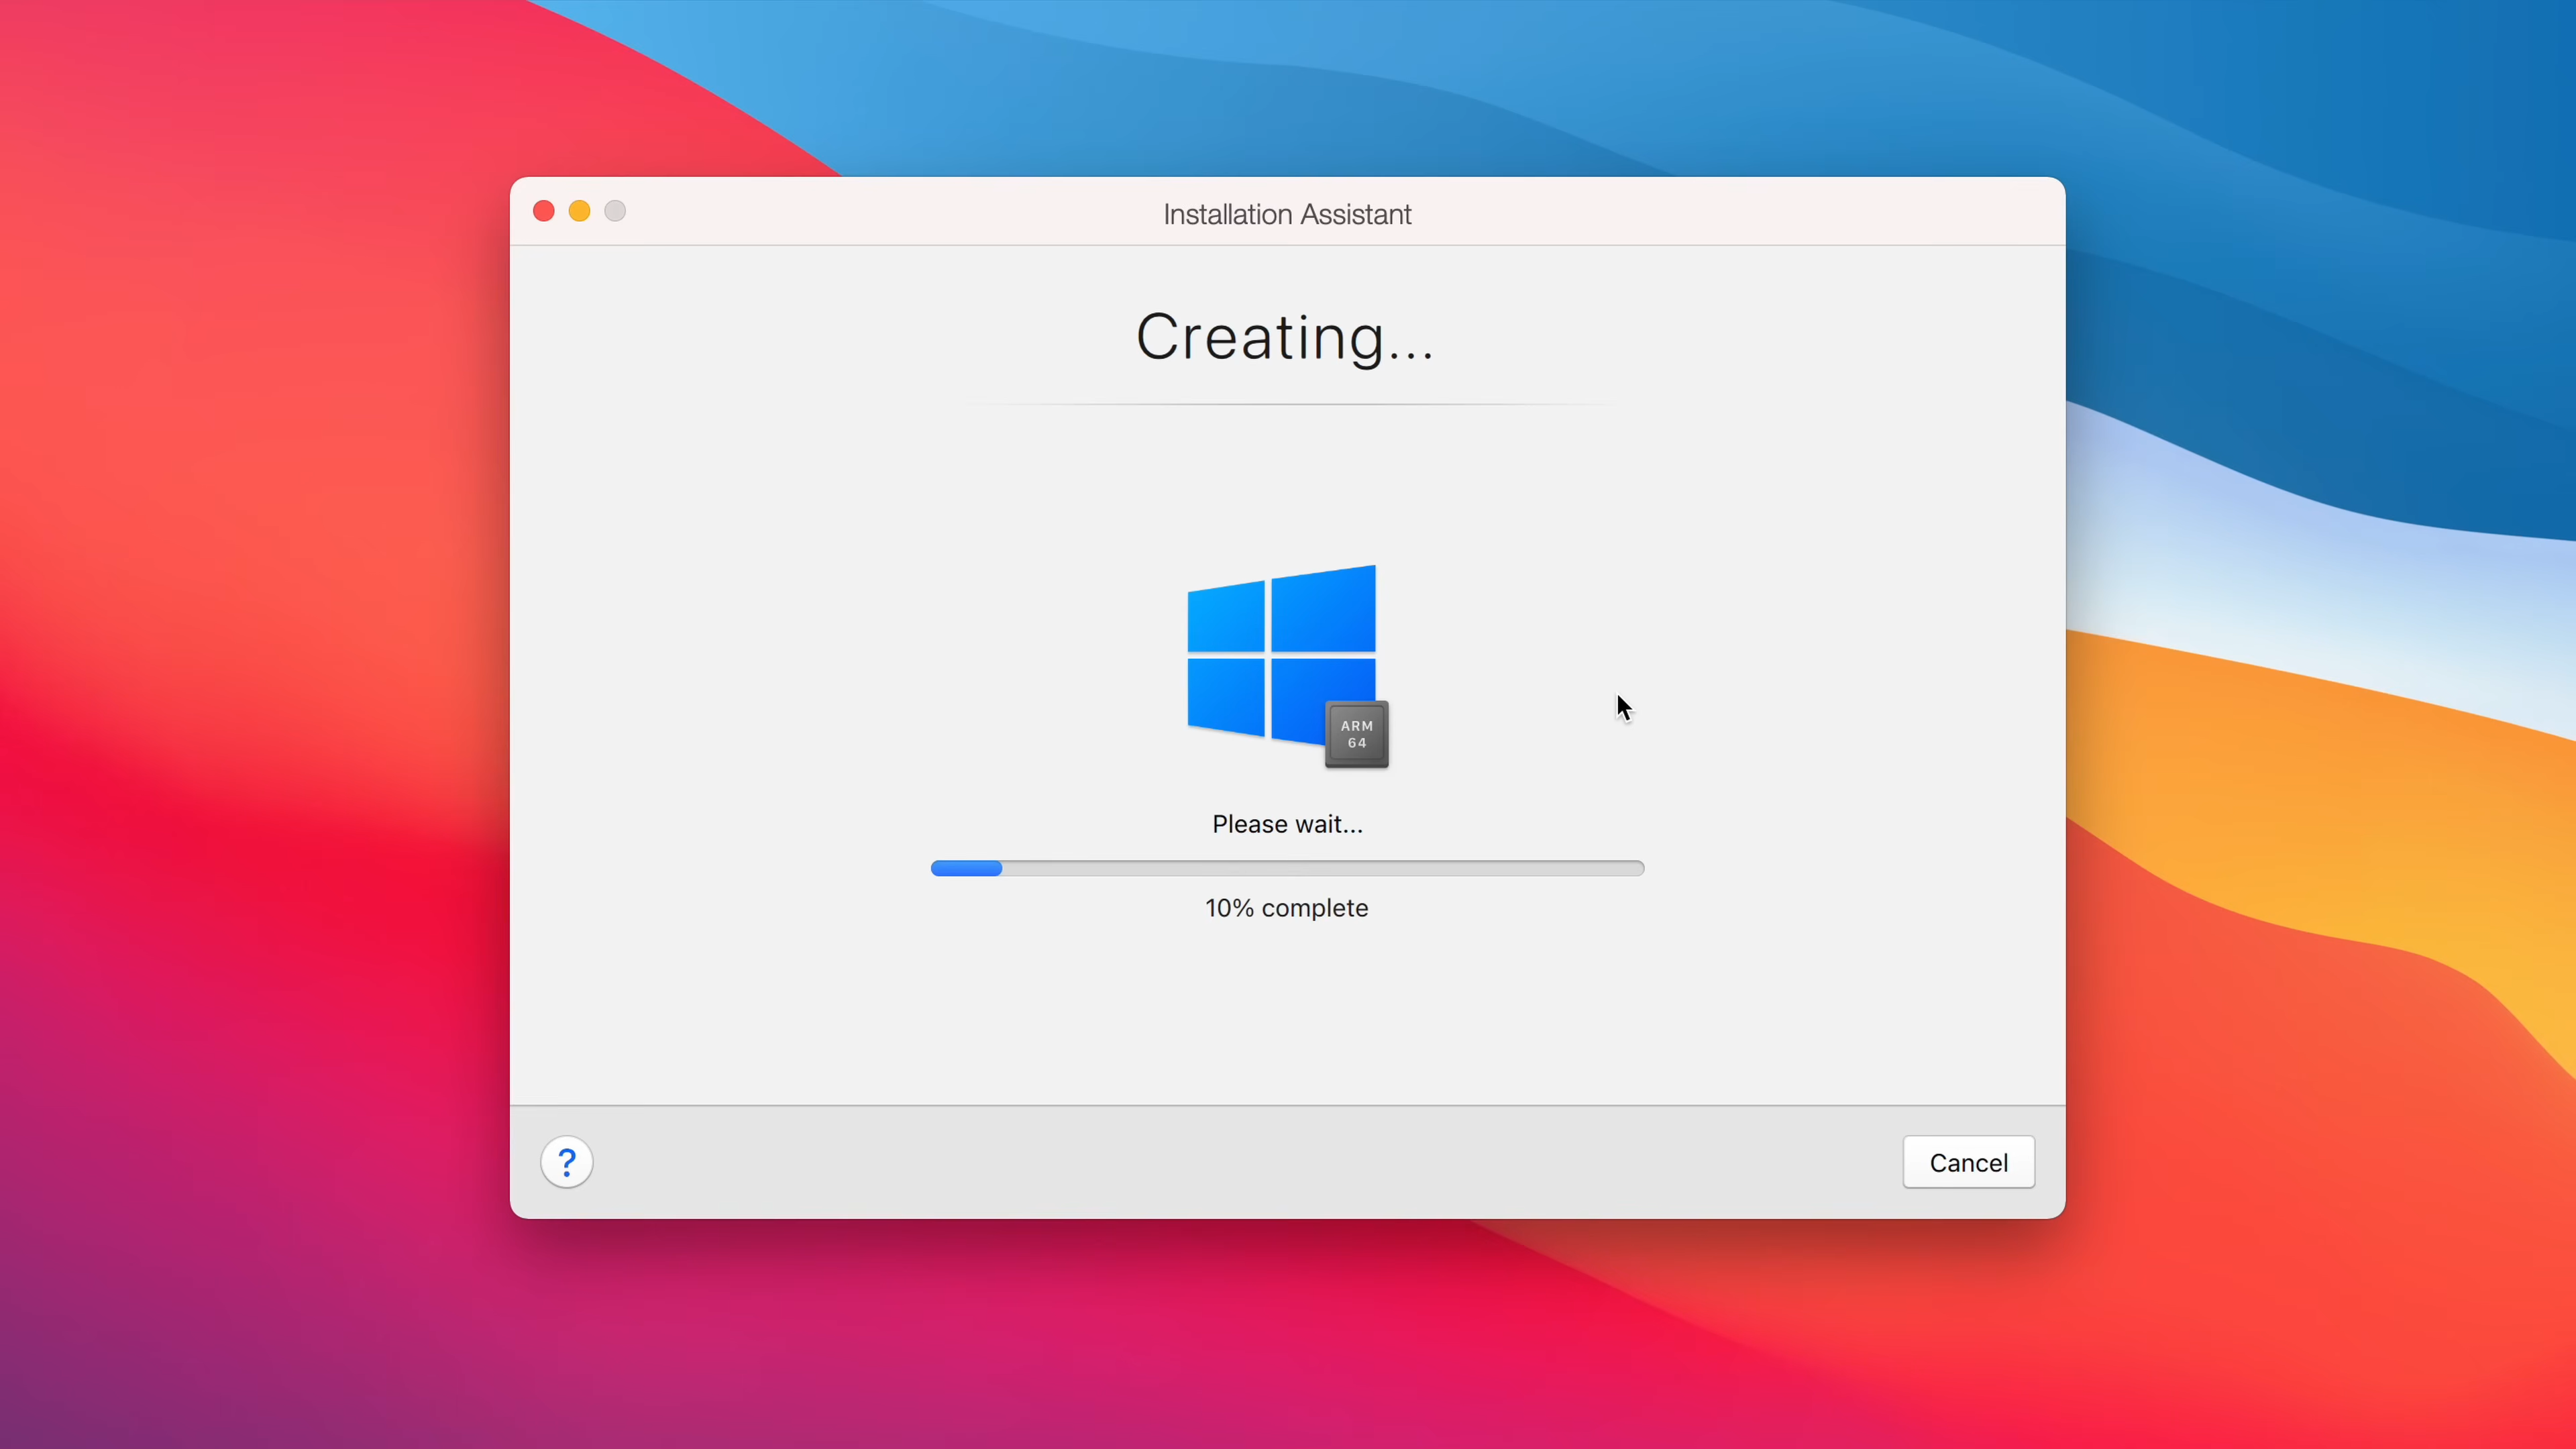 Installation Assistant
Creating...
ARM
64
Please wait...
10% complete
?
Cancel